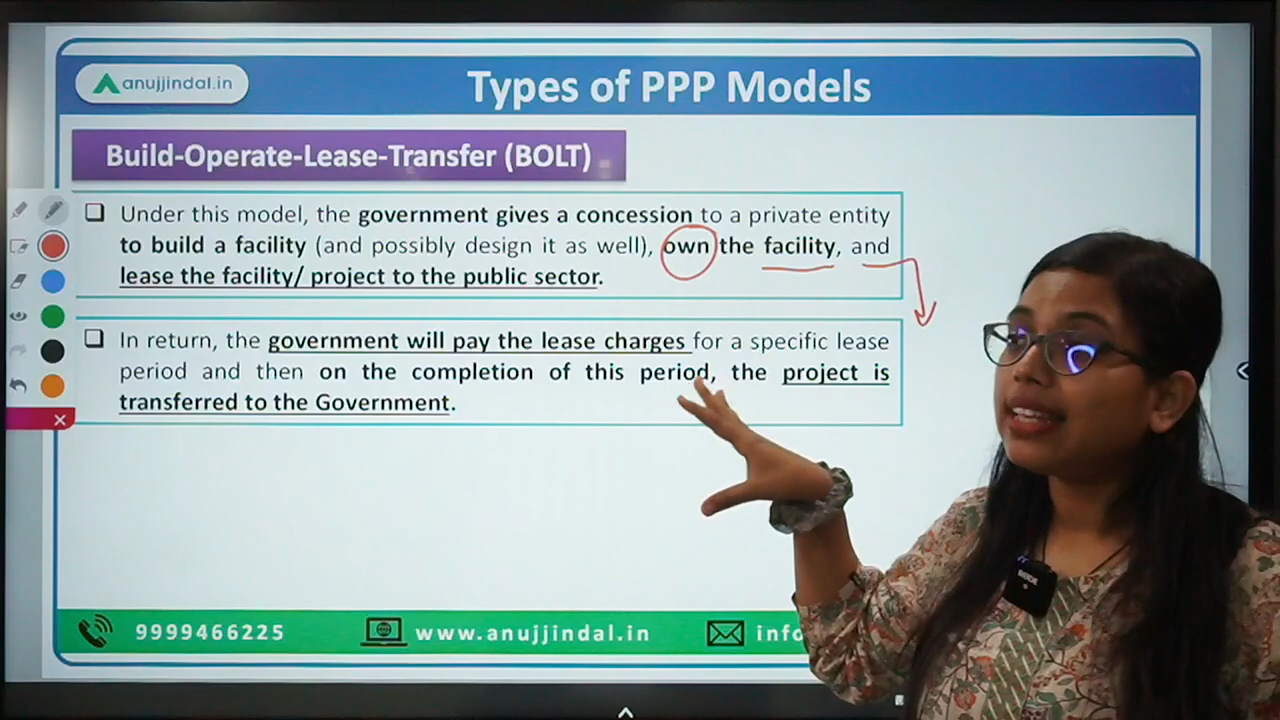 anujjindal.in
Types of PPP Models
Build-Operate-Lease-Transfer (BOLT)
Under this model, the government gives a concession to a private entity
to build a facility (and possibly design it as well), own the facility, and
lease the facility/ project to the public sector.
In return, the government will pay the lease charges for a specific lease
period and then on the completion of this period, the project is
transferred to the Government.
9999466225
www.anujjindal.in
info